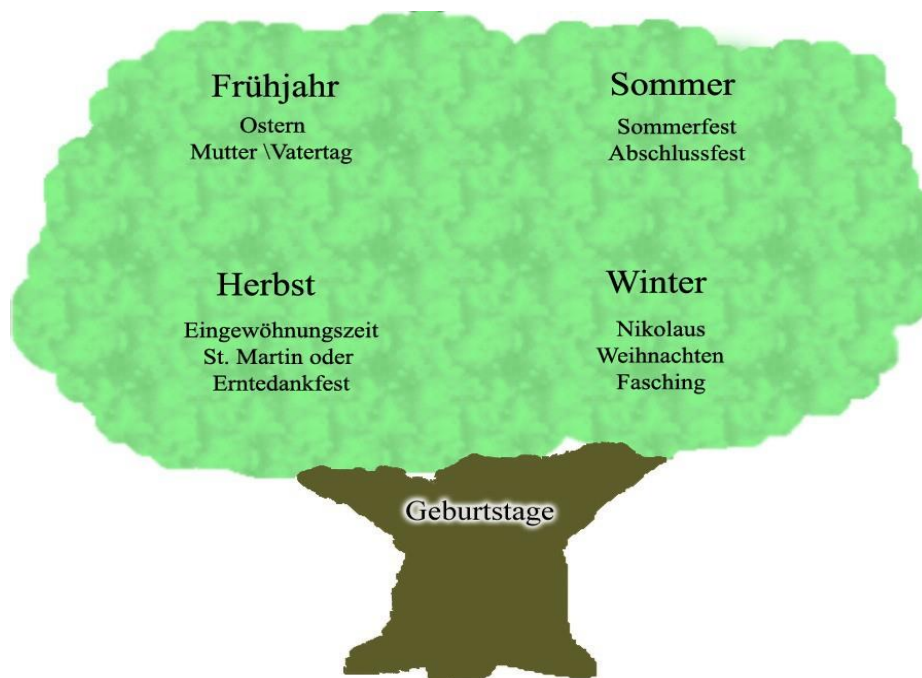 Frühjahr
Ostern
Mutter \Vatertag
Sommer
Sommerfest
Abschlussfest
Herbst
Eingewöhnungszeit
St. Martin oder
Erntedankfest
Winter
Nikolaus
Weihnachten
Fasching
Geburtstage